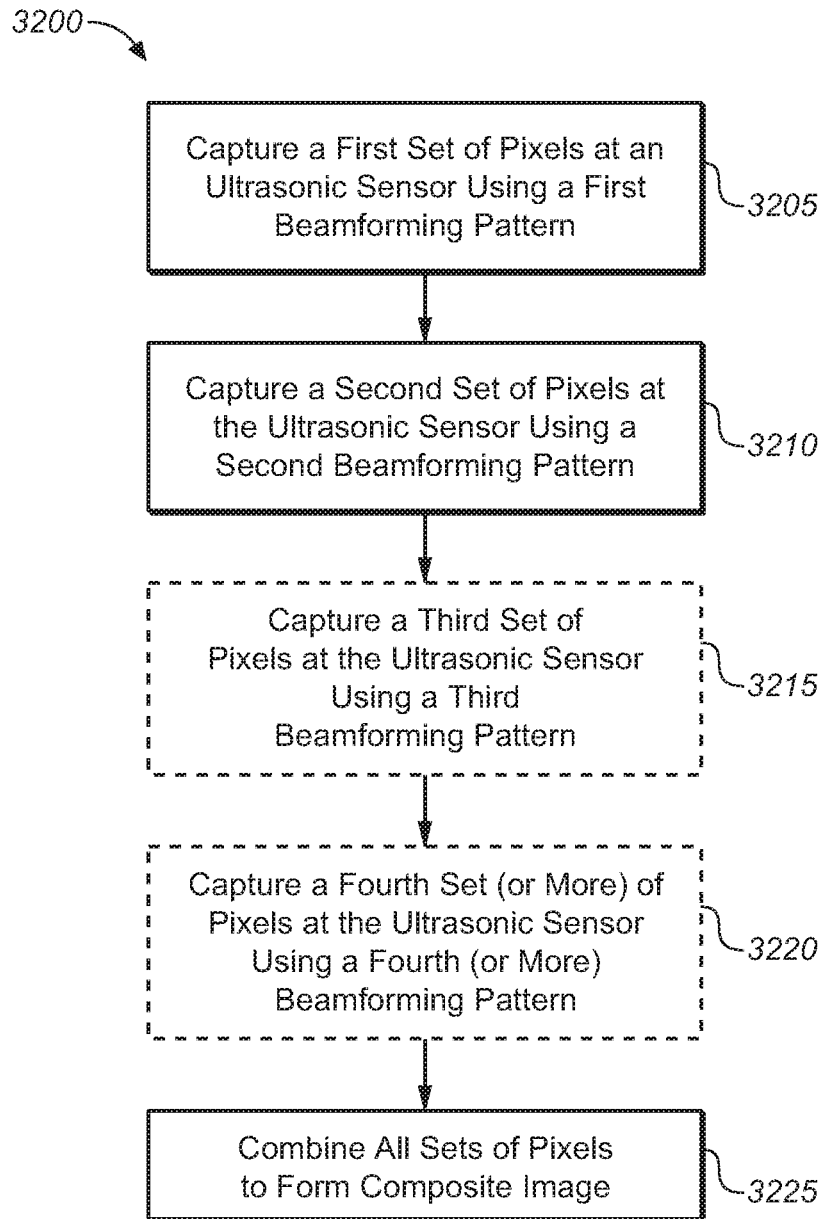 3200
Capture a First Set of Pixels at an
Ultrasonic Sensor Using a First
Beamforming Pattern
3205
Capture a Second Set of Pixels at
the Ultrasonic Sensor Using a
Second Beamforming Pattern
3210
Capture a Third Set of
Pixels at the Ultrasonic Sensor
Using a Third
Beamforming Pattern
3215
Capture a Fourth Set (or More) of
Pixels at the Ultrasonic Sensor
Using a Fourth (or More)
Beamforming Pattern
3220
Combine All Sets of Pixels
to Form Composite Image
3225